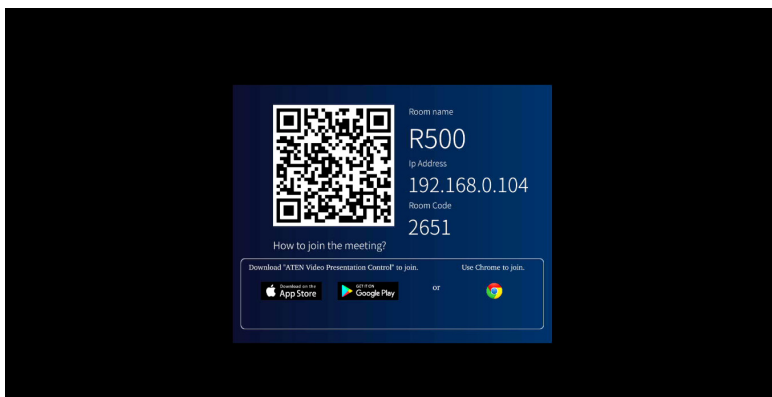 Room name
R500
Ip Address
192.168.0.104
Room Code
2651
How to join the meeting?
Download "ATEN Video Presentation Control" to join.
Use Chrome to join.
Download on the
App Store
GET IT ON
Google Play
or